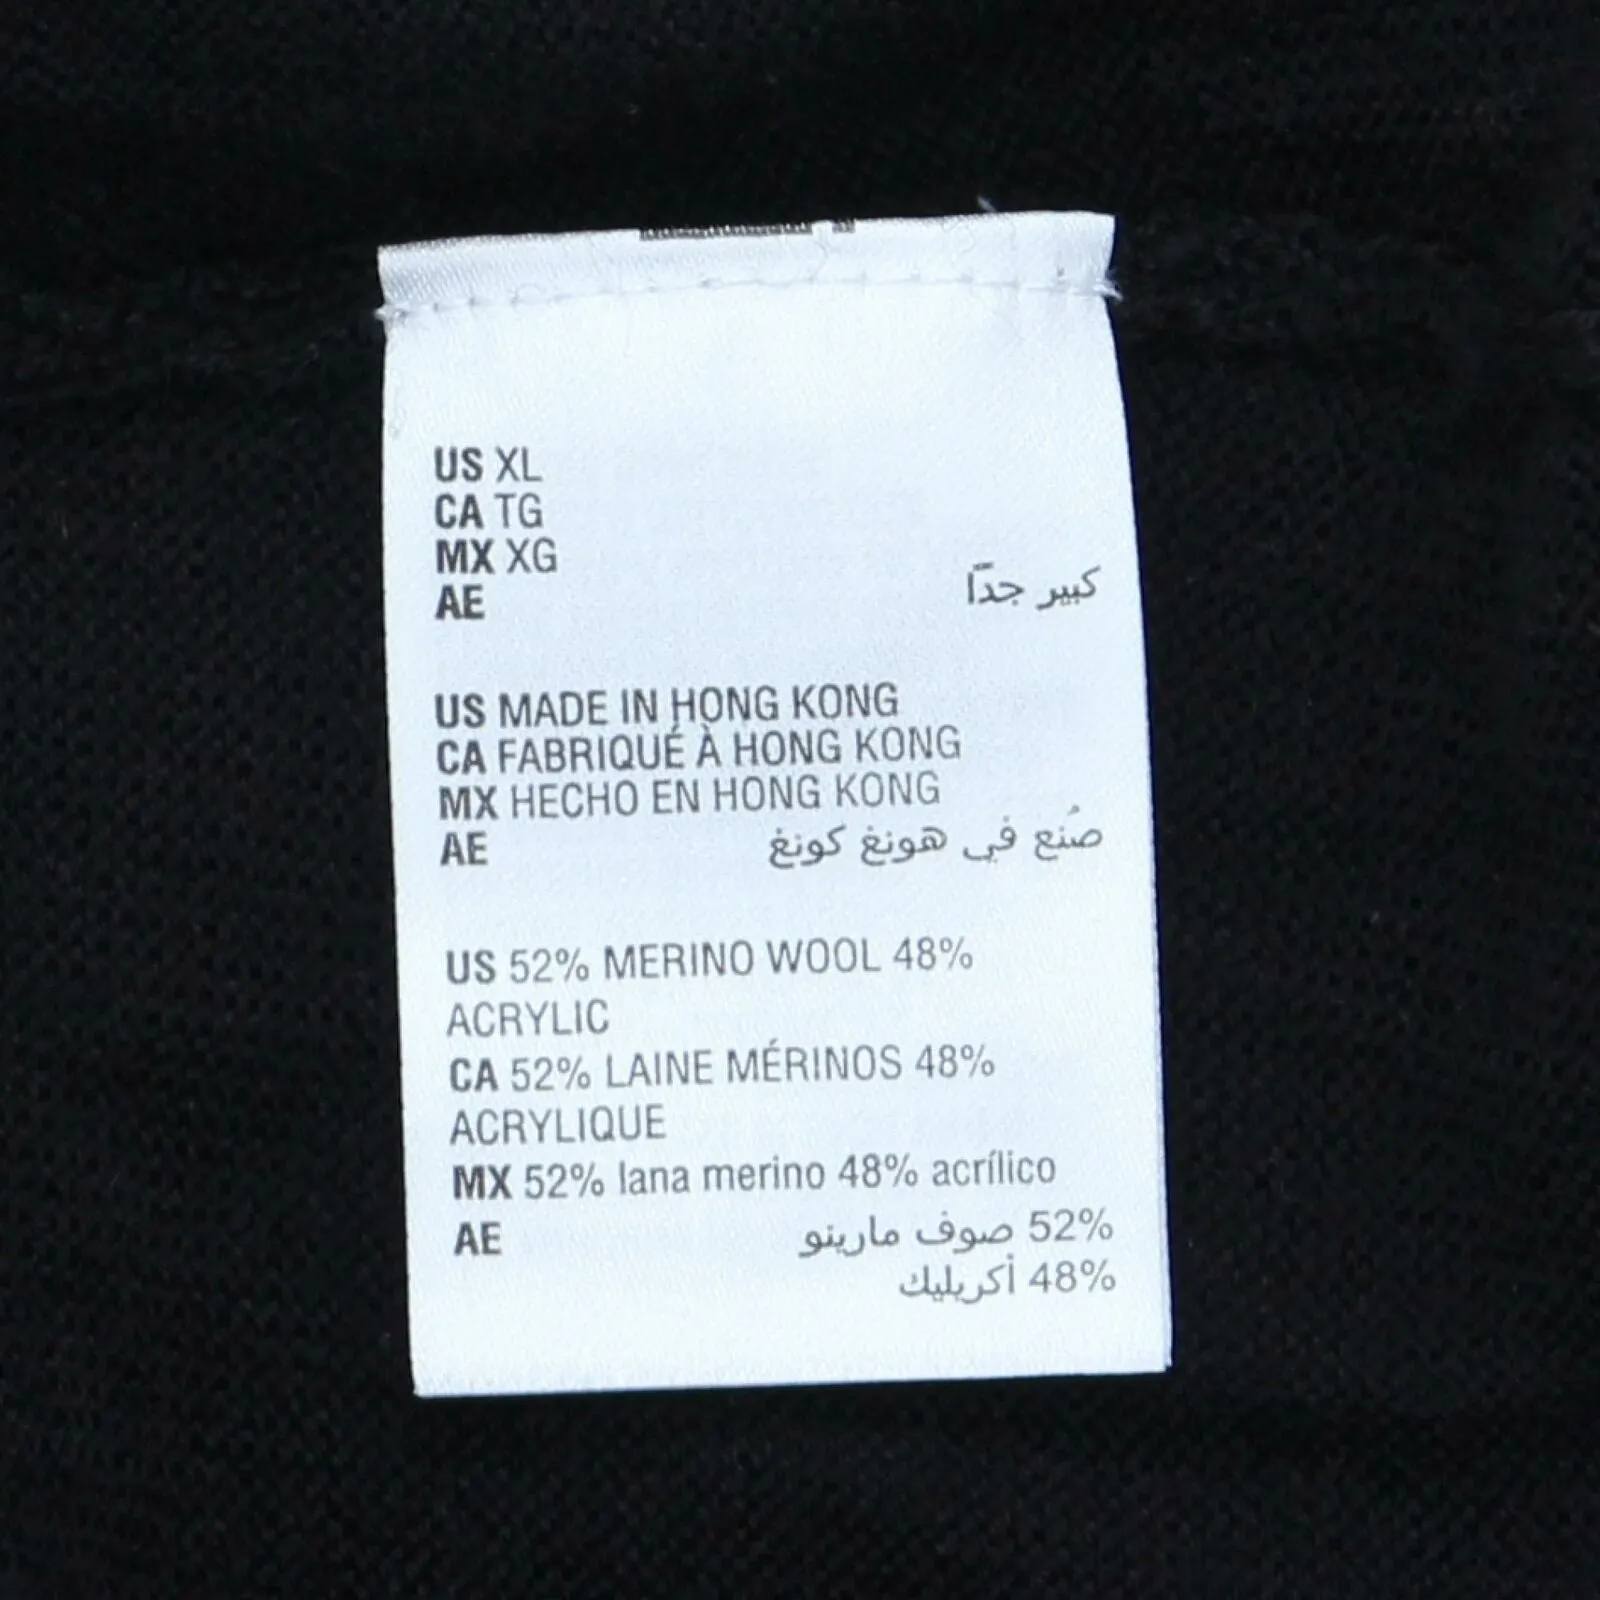 US XL
CA TG
MX XG
AE كبير جدًا
US MADE IN HONG KONG
CA FABRIQUÉ À HONG KONG
MX HECHO EN HONG KONG
AE صُنع في هونغ كونغ
US 52% MERINO WOOL 48%
ACRYLIC
CA 52% LAINE MÉRINOS 48%
ACRYLIQUE
MX 52% lana merino 48% acrílico
AE 52% صوف مارينو
48% أكريليك